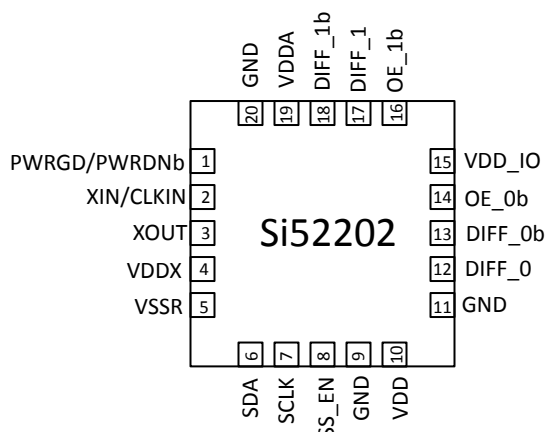 GND
VDDA
DIFF_1b
DIFF_1
OE_1b
20
19
18
17
16
PWRGD/PWRDNb 1
XIN/CLKIN 2
XOUT 3
VDDX 4
VSSR 5
Si52202
15 VDD_IO
14 OE_0b
13 DIFF_0b
12 DIFF_0
11 GND
6
7
8
9
10
SDA
SCLK
SS_EN
GND
VDD